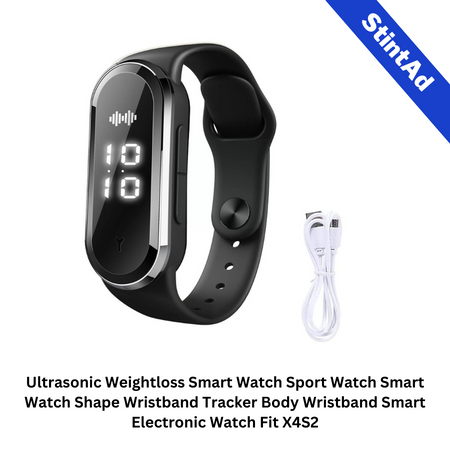 StintAd
10
10
Ultrasonic Weightloss Smart Watch Sport Watch Smart
Watch Shape Wristband Tracker Body Wristband Smart
Electronic Watch Fit X4S2